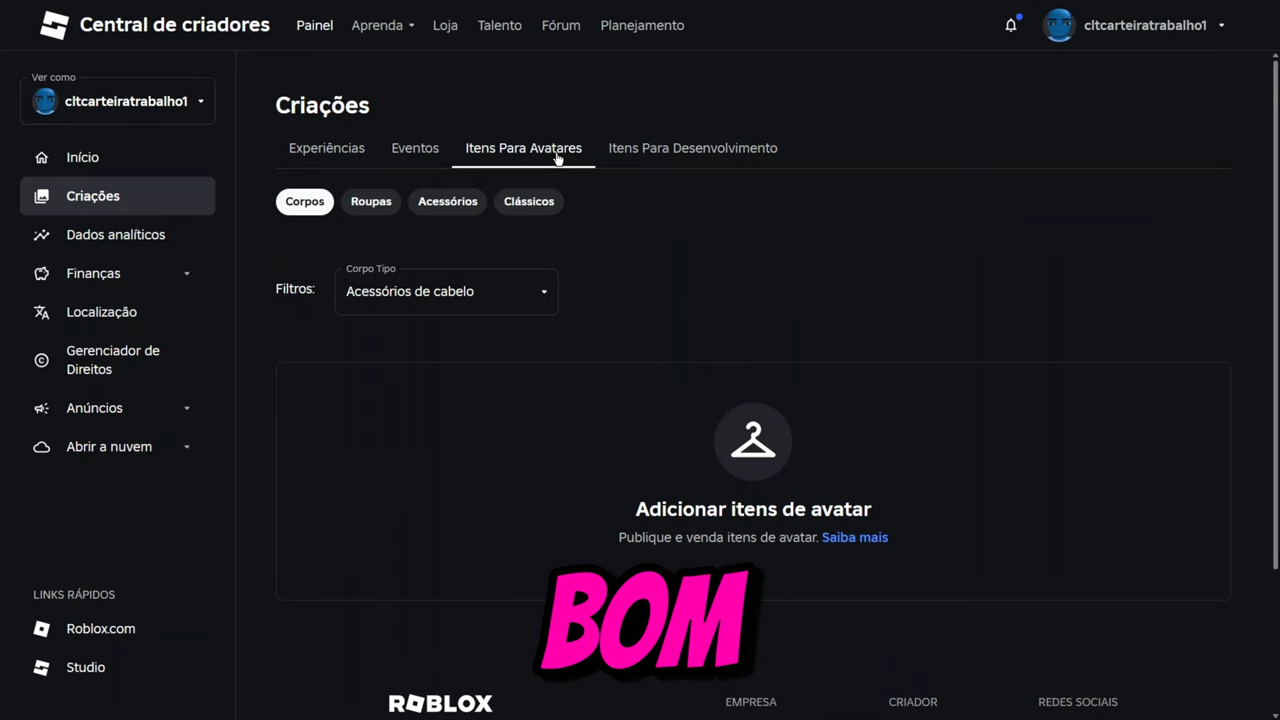 Central de criadores
Painel
Aprenda
Loja
Talento
Fórum
Planejamento
cltcarteiratrabalho1
Ver como
cltcarteiratrabalho1
Início
Criações
Dados analíticos
Finanças
Localização
Gerenciador de
Direitos
Anúncios
Abrir a nuvem
LINKS RÁPIDOS
Roblox.com
Studio
Criações
Experiências
Eventos
Itens Para Avatares
Itens Para Desenvolvimento
Corpos
Roupas
Acessórios
Clássicos
Filtros:
Corpo Tipo
Acessórios de cabelo
Adicionar itens de avatar
Publique e venda itens de avatar. Saiba mais
BOM
ROBLOX
EMPRESA
CRIADOR
REDES SOCIAIS